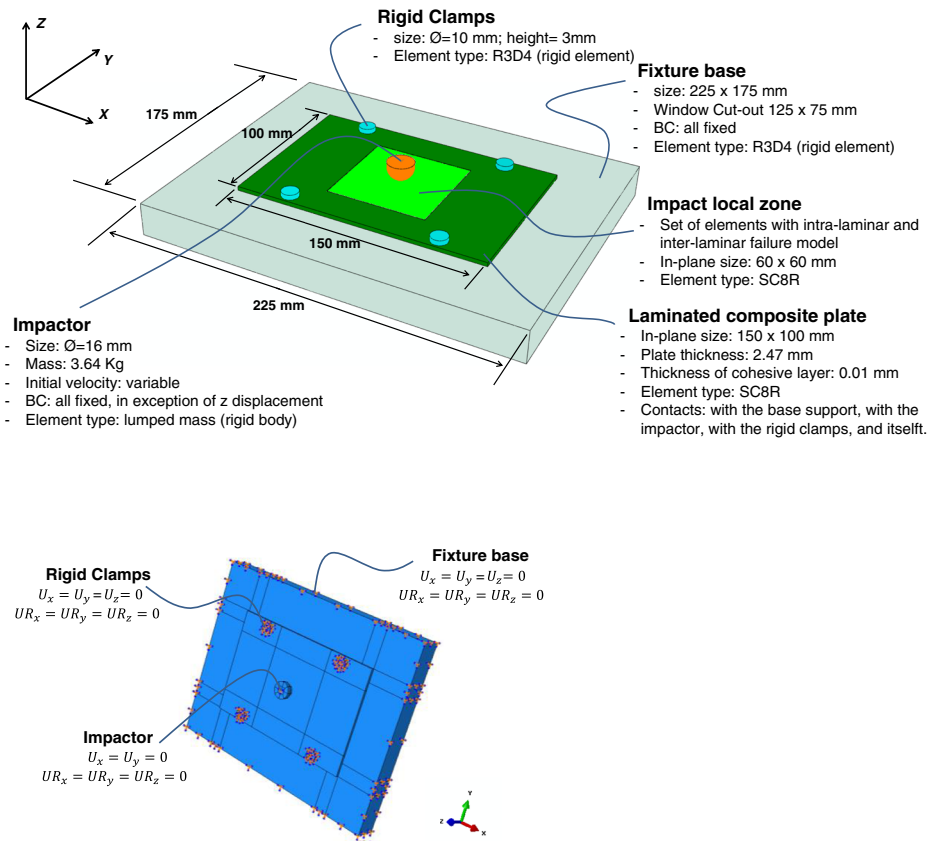 Z
Y
X
Rigid Clamps
- size: Ø=10 mm; height= 3mm
- Element type: R3D4 (rigid element)
Fixture base
- size: 225 x 175 mm
- Window Cut-out 125 x 75 mm
- BC: all fixed
- Element type: R3D4 (rigid element)
175 mm
100 mm
150 mm
225 mm
Impact local zone
- Set of elements with intra-laminar and
inter-laminar failure model
- In-plane size: 60 x 60 mm
- Element type: SC8R
Laminated composite plate
- In-plane size: 150 x 100 mm
- Plate thickness: 2.47 mm
- Thickness of cohesive layer: 0.01 mm
- Element type: SC8R
- Contacts: with the base support, with the
impactor, with the rigid clamps, and itselft.
Impactor
- Size: Ø=16 mm
- Mass: 3.64 Kg
- Initial velocity: variable
- BC: all fixed, in exception of z displacement
- Element type: lumped mass (rigid body)
Rigid Clamps
U_x = U_y = U_z = 0
UR_x = UR_y = UR_z = 0
Fixture base
U_x = U_y = U_z = 0
UR_x = UR_y = UR_z = 0
Impactor
U_x = U_y = 0
UR_x = UR_y = UR_z = 0
Y
Z
X